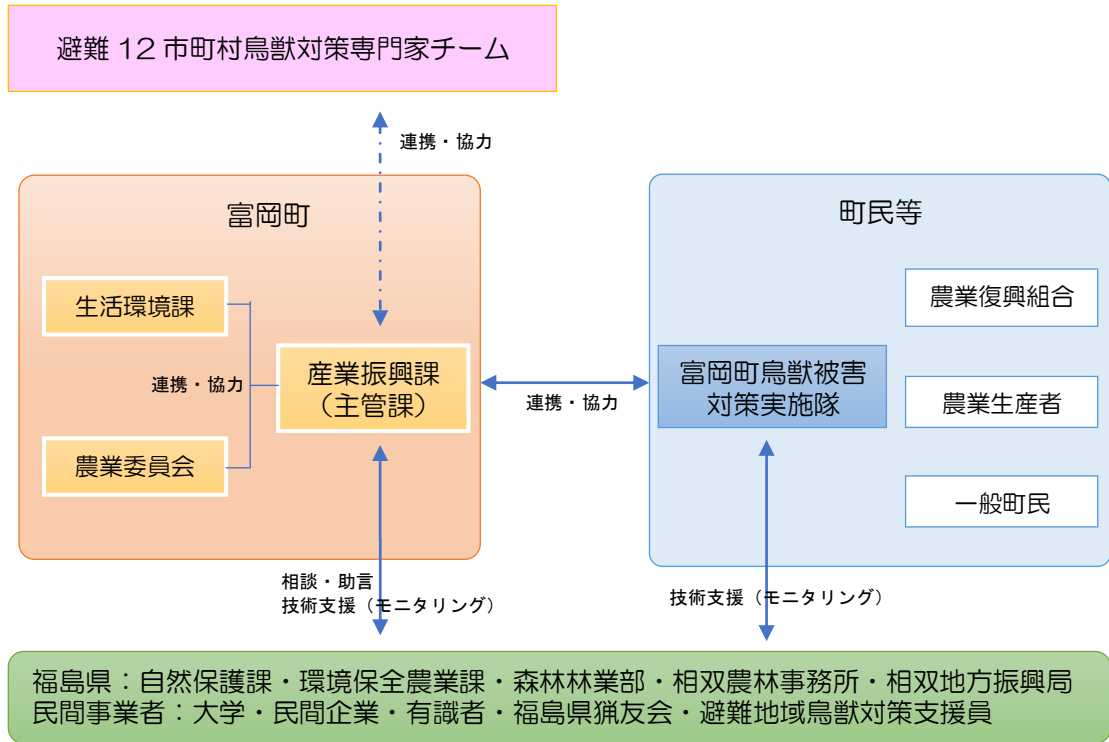 避難 12 市町村鳥獣対策専門家チーム
連携・協力
富岡町
生活環境課
連携・協力
農業委員会
産業振興課
（主管課）
連携・協力
町民等
富岡町鳥獣被害
対策実施隊
農業復興組合
農業生産者
一般町民
相談・助言
技術支援（モニタリング）
技術支援（モニタリング）
福島県：自然保護課・環境保全農業課・森林林業部・相双農林事務所・相双地方振興局
民間事業者：大学・民間企業・有識者・福島県猟友会・避難地域鳥獣対策支援員